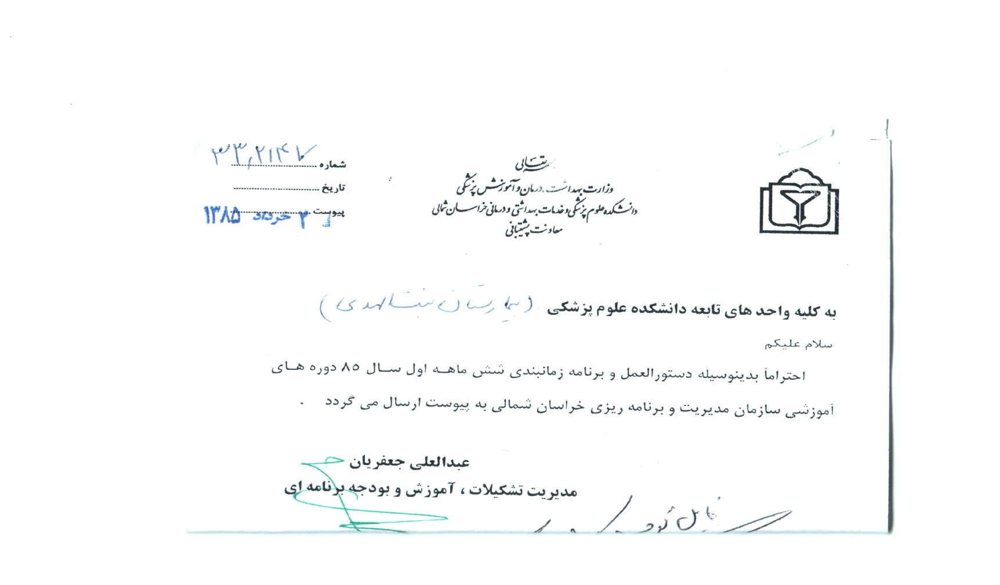 بسمه تعالی
وزارت بهداشت، درمان و آموزش پزشکی
دانشکده علوم پزشکی و خدمات بهداشتی و درمانی خراسان شمالی
معاونت پشتیبانی
شماره
تاریخ
پیوست
۲ خرداد ۱۳۸۵
به کلیه واحد های تابعه دانشکده علوم پزشکی (بیمارستان بنت الهدی)
سلام علیکم
احتراماً بدینوسیله دستورالعمل و برنامه زمانبندی شش ماهه اول سال ۸۵ دوره های
آموزشی سازمان مدیریت و برنامه ریزی خراسان شمالی به پیوست ارسال می گردد .
عبدالعلی جعفریان
مدیریت تشکیلات ، آموزش و بودجه برنامه ای